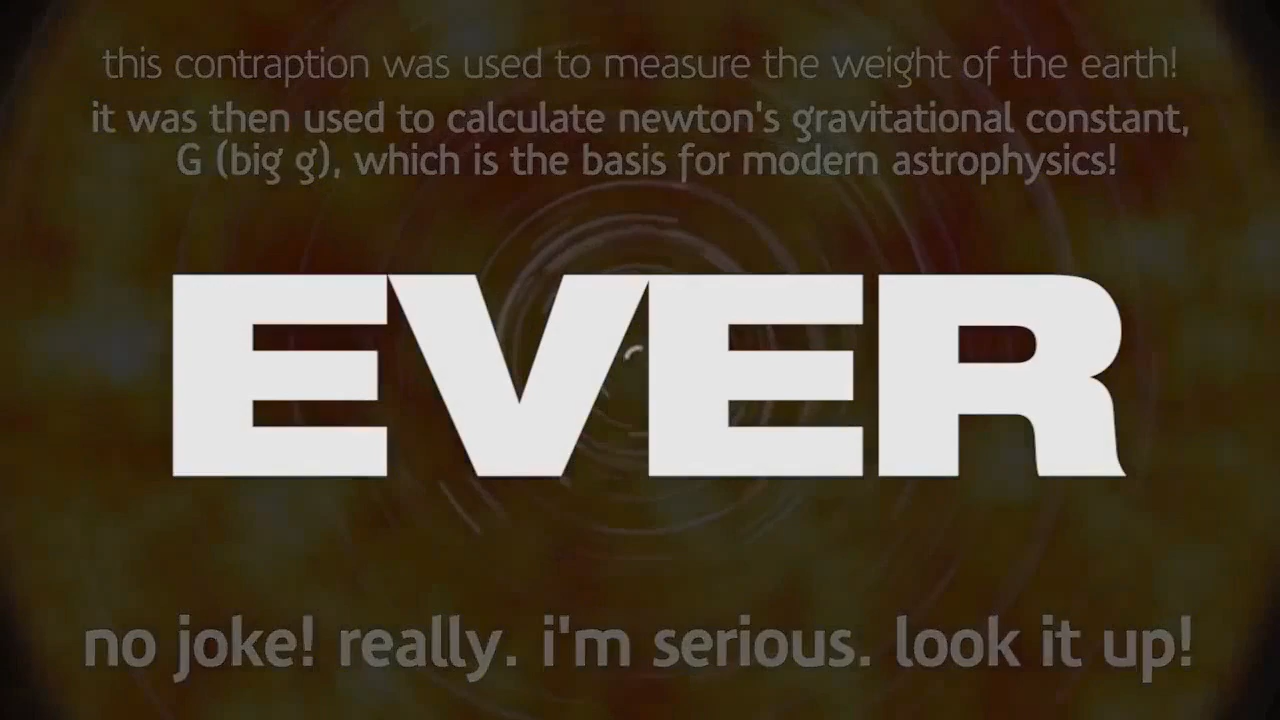 this contraption was used to measure the weight of the earth!
it was then used to calculate newton's gravitational constant,
G (big g), which is the basis for modern astrophysics!
EVER
no joke! really. i'm serious. look it up!